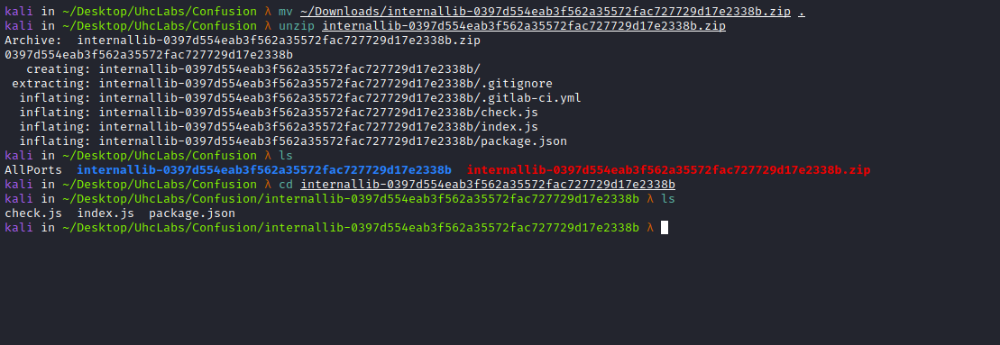 kali in ~/Desktop/UhcLabs/Confusion λ mv ~/Downloads/internallib-0397d554eab3f562a35572fac727729d17e2338b.zip .
kali in ~/Desktop/UhcLabs/Confusion λ unzip internallib-0397d554eab3f562a35572fac727729d17e2338b.zip
Archive:  internallib-0397d554eab3f562a35572fac727729d17e2338b.zip
0397d554eab3f562a35572fac727729d17e2338b
   creating: internallib-0397d554eab3f562a35572fac727729d17e2338b/
 extracting: internallib-0397d554eab3f562a35572fac727729d17e2338b/.gitignore
  inflating: internallib-0397d554eab3f562a35572fac727729d17e2338b/.gitlab-ci.yml
  inflating: internallib-0397d554eab3f562a35572fac727729d17e2338b/check.js
  inflating: internallib-0397d554eab3f562a35572fac727729d17e2338b/index.js
  inflating: internallib-0397d554eab3f562a35572fac727729d17e2338b/package.json
kali in ~/Desktop/UhcLabs/Confusion λ ls
AllPorts  internallib-0397d554eab3f562a35572fac727729d17e2338b  internallib-0397d554eab3f562a35572fac727729d17e2338b.zip
kali in ~/Desktop/UhcLabs/Confusion λ cd internallib-0397d554eab3f562a35572fac727729d17e2338b
kali in ~/Desktop/UhcLabs/Confusion/internallib-0397d554eab3f562a35572fac727729d17e2338b λ ls
check.js  index.js  package.json
kali in ~/Desktop/UhcLabs/Confusion/internallib-0397d554eab3f562a35572fac727729d17e2338b λ